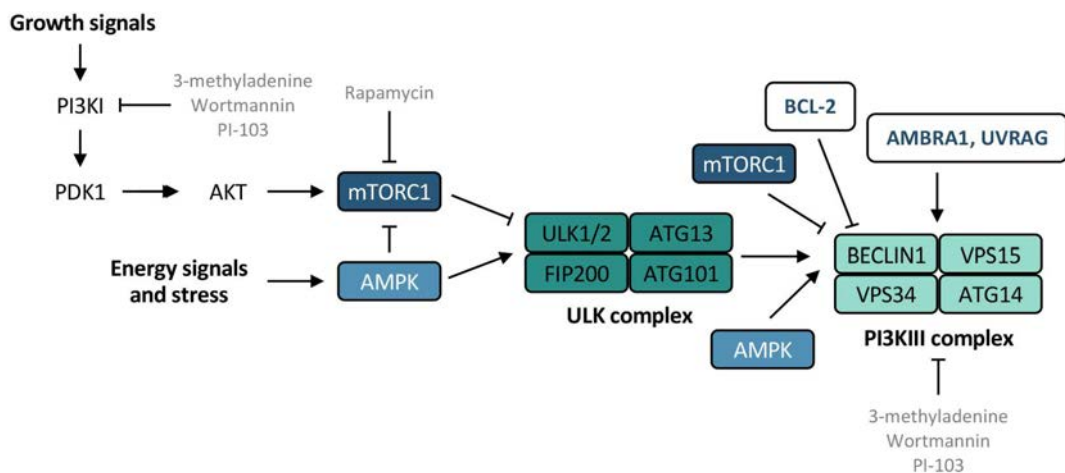 Growth signals
PI3KI
3-methyladenine
Wortmannin
PI-103
Rapamycin
PDK1
AKT
mTORC1
Energy signals
and stress
AMPK
ULK1/2
ATG13
FIP200
ATG101
ULK complex
mTORC1
BCL-2
AMBRA1, UVRAG
AMPK
BECLIN1
VPS15
VPS34
ATG14
PI3KIII complex
3-methyladenine
Wortmannin
PI-103